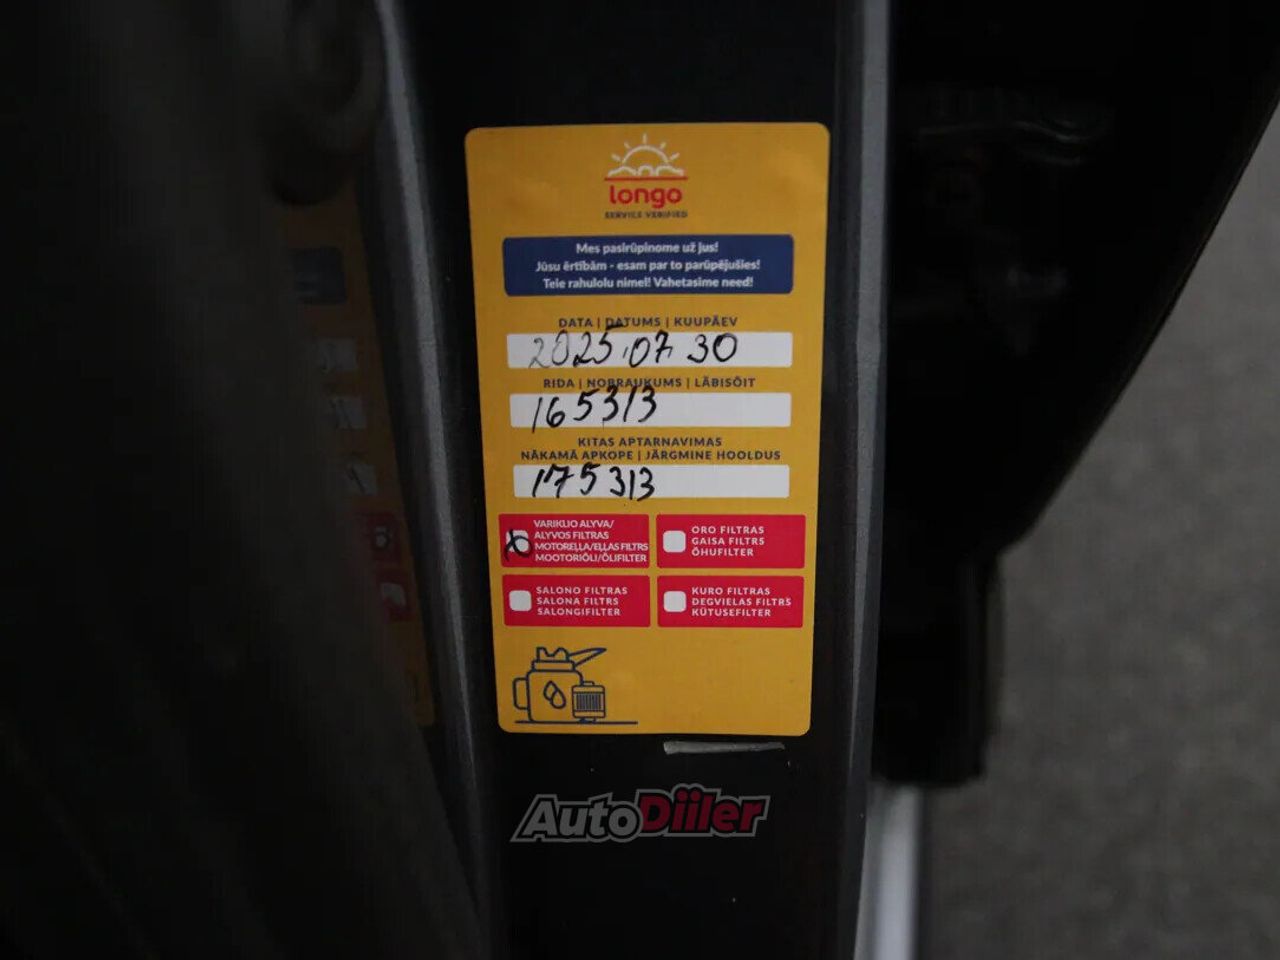 longo
SERVICE VERIFIED
Mes pasirūpinome už jus!
Jūsu ērtībām - esam par to parūpējušies!
Teie rahulolu nimel! Vahetasime need!
DATA | DATUMS | KUUPÄEV
2025.07.30
RIDA | NOBRAUKUMS | LÄBISÕIT
165313
KITAS APTARNAVIMAS
NĀKAMĀ APKOPE | JÄRGMINE HOOLDUS
175313
VARIKLIO ALYVA/
ALYVOS FILTRAS
MOTOREĻĻA/EĻĻAS FILTRS
MOOTORIÕLI/ÕLIFILTER
ORO FILTRAS
GAISA FILTRS
ÕHUFILTER
SALONO FILTRAS
SALONA FILTRS
SALONGIFILTER
KURO FILTRAS
DEGVIELAS FILTRS
KÜTUSEFILTER
AutoDiiler